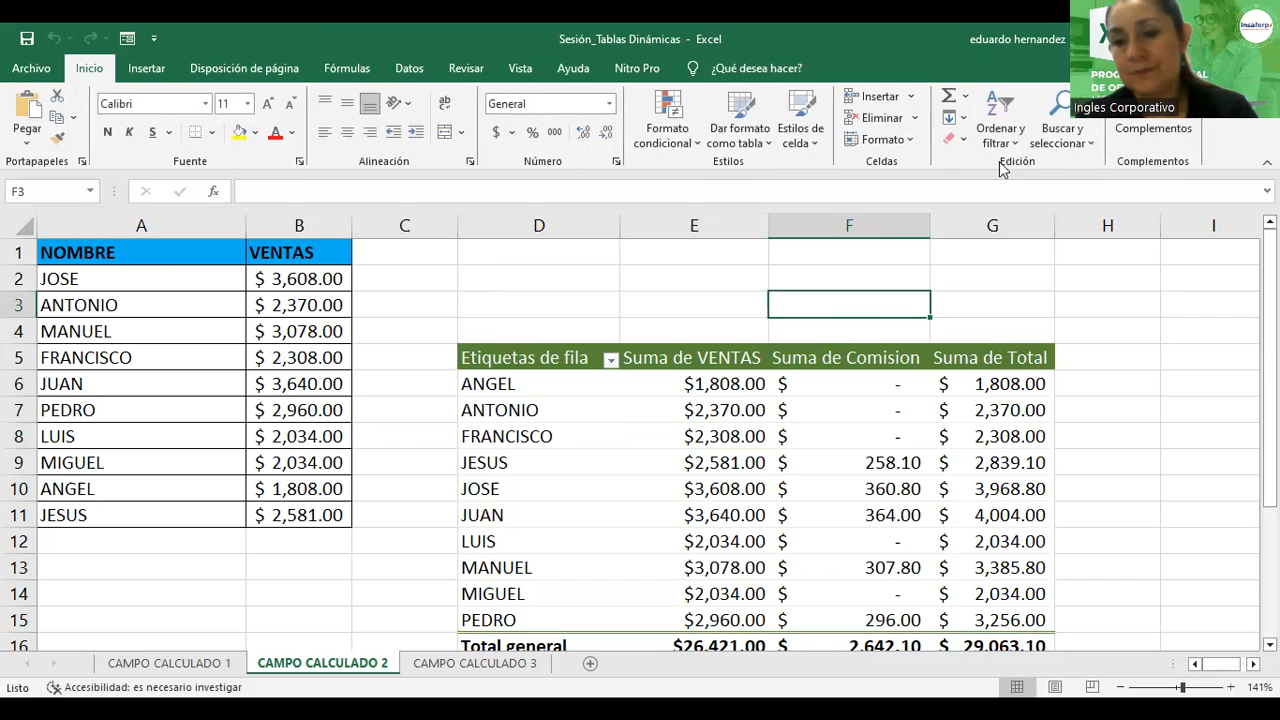 Sesión_Tablas Dinámicas - Excel
eduardo hernandez
Insaforp
Ingles Corporativo
Archivo Inicio Insertar Disposición de página Fórmulas Datos Revisar Vista Ayuda Nitro Pro ¿Qué desea hacer?
Pegar
Calibri 11
N K S
General
$ % 000
Formato condicional
Dar formato como tabla
Estilos de celda
Insertar
Eliminar
Formato
Ordenar y filtrar
Buscar y seleccionar
Complementos
Portapapeles Fuente Alineación Número Estilos Celdas Edición Complementos
F3 fx
A B C D E F G H I
1 NOMBRE VENTAS
2 JOSE $ 3,608.00
3 ANTONIO $ 2,370.00
4 MANUEL $ 3,078.00
5 FRANCISCO $ 2,308.00 Etiquetas de fila Suma de VENTAS Suma de Comision Suma de Total
6 JUAN $ 3,640.00 ANGEL $1,808.00 $ - $ 1,808.00
7 PEDRO $ 2,960.00 ANTONIO $2,370.00 $ - $ 2,370.00
8 LUIS $ 2,034.00 FRANCISCO $2,308.00 $ - $ 2,308.00
9 MIGUEL $ 2,034.00 JESUS $2,581.00 $ 258.10 $ 2,839.10
10 ANGEL $ 1,808.00 JOSE $3,608.00 $ 360.80 $ 3,968.80
11 JESUS $ 2,581.00 JUAN $3,640.00 $ 364.00 $ 4,004.00
12 LUIS $2,034.00 $ - $ 2,034.00
13 MANUEL $3,078.00 $ 307.80 $ 3,385.80
14 MIGUEL $2,034.00 $ - $ 2,034.00
15 PEDRO $2,960.00 $ 296.00 $ 3,256.00
16 Total general $26,421.00 $ 2,642.10 $ 29,063.10
CAMPO CALCULADO 1 CAMPO CALCULADO 2 CAMPO CALCULADO 3
Listo Accesibilidad: es necesario investigar 141%